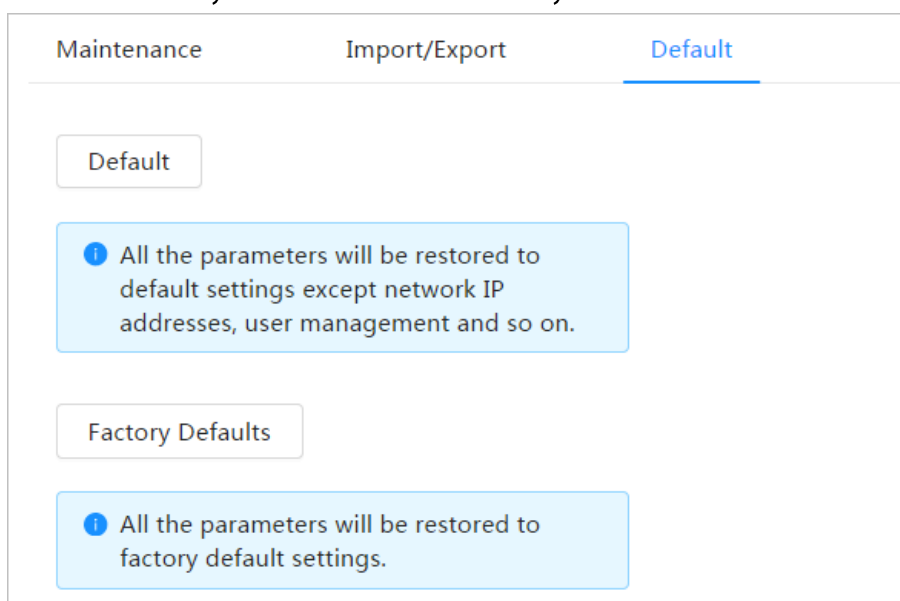 Maintenance Import/Export Default
Default
All the parameters will be restored to
default settings except network IP
addresses, user management and so on.
Factory Defaults
All the parameters will be restored to
factory default settings.